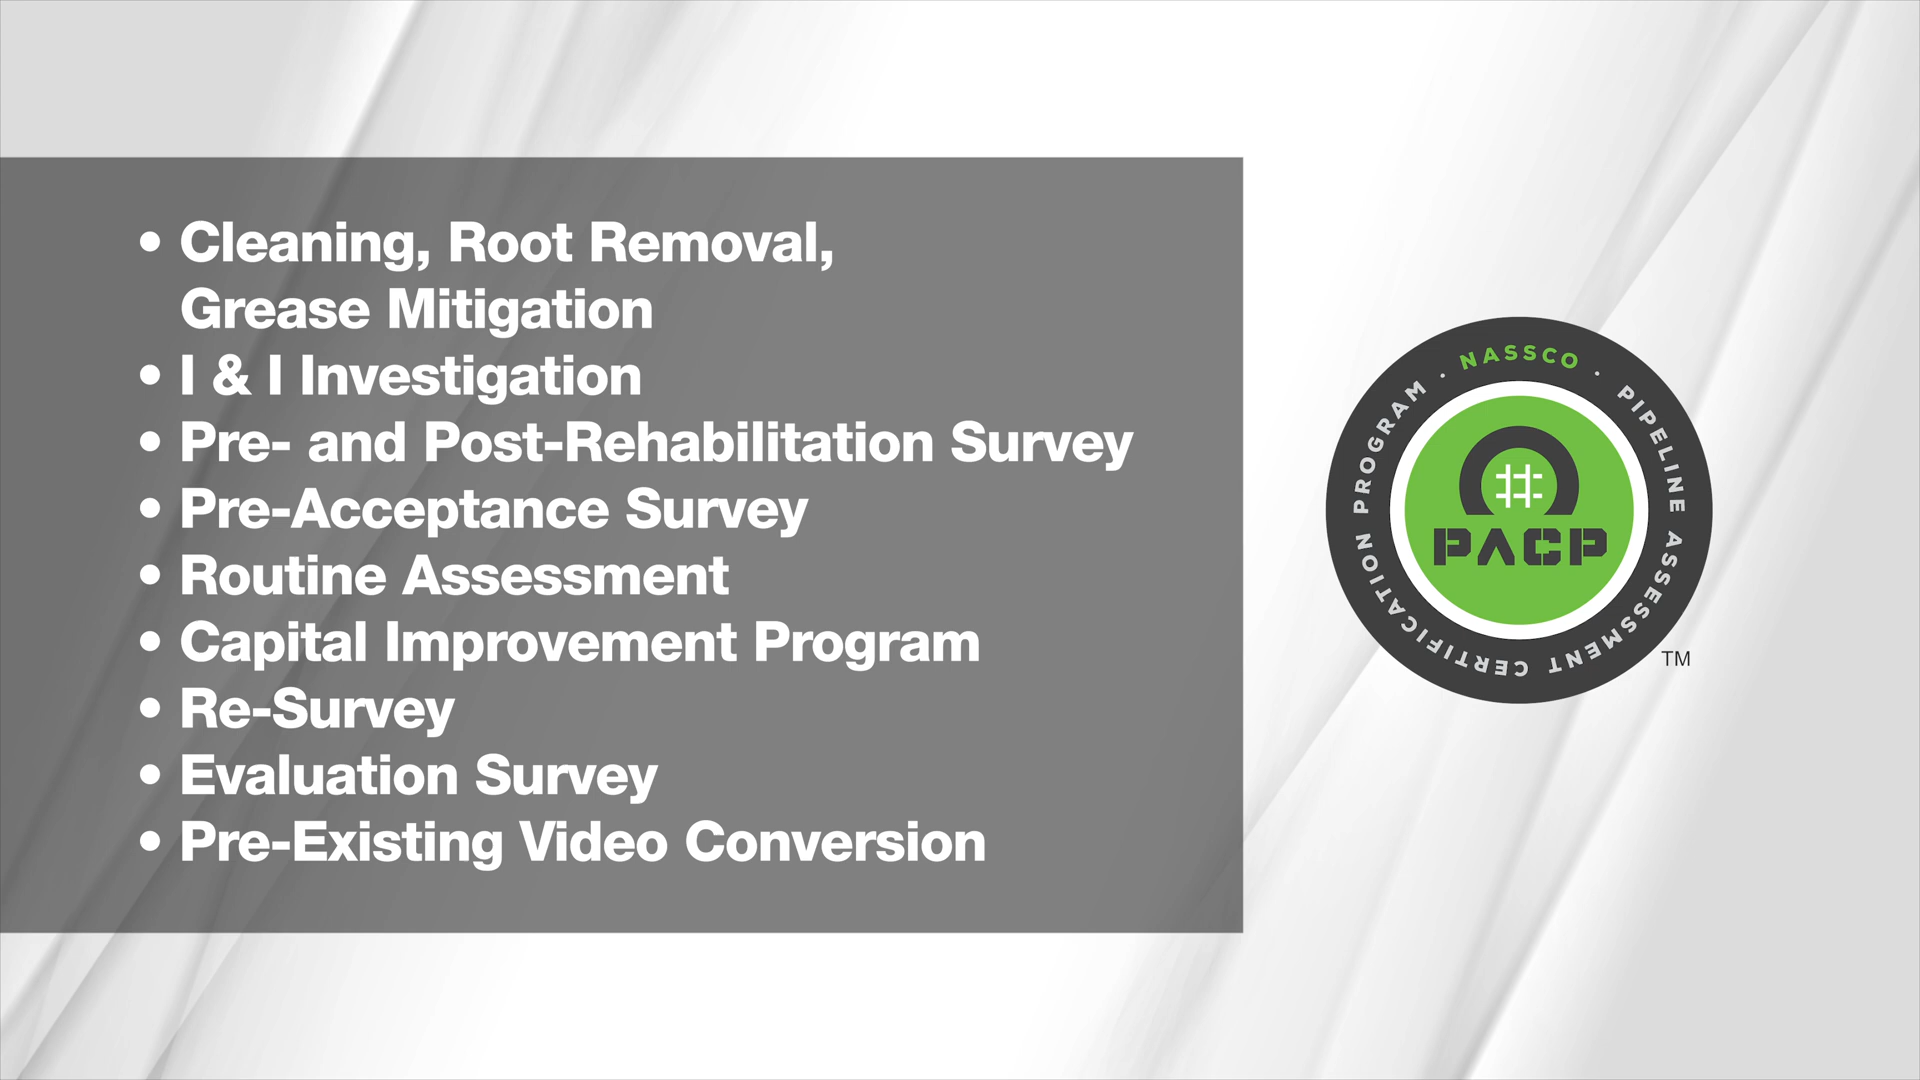 • Cleaning, Root Removal,
Grease Mitigation
• I & I Investigation
• Pre- and Post-Rehabilitation Survey
• Pre-Acceptance Survey
• Routine Assessment
• Capital Improvement Program
• Re-Survey
• Evaluation Survey
• Pre-Existing Video Conversion
NASSCO · PIPELINE ASSESSMENT CERTIFICATION PROGRAM ·
PACP
TM